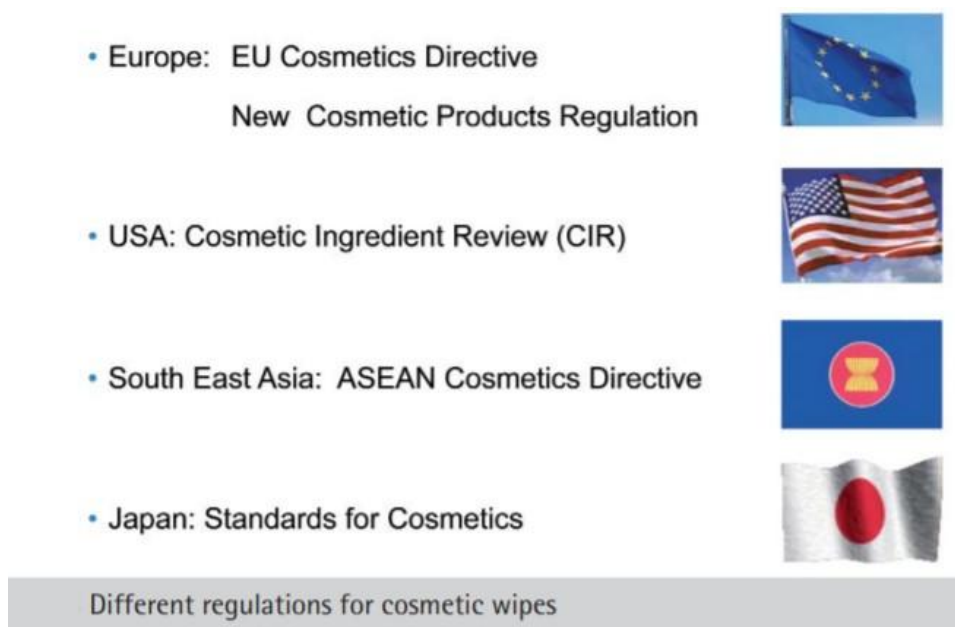 • Europe: EU Cosmetics Directive
New Cosmetic Products Regulation
• USA: Cosmetic Ingredient Review (CIR)
• South East Asia: ASEAN Cosmetics Directive
• Japan: Standards for Cosmetics
Different regulations for cosmetic wipes